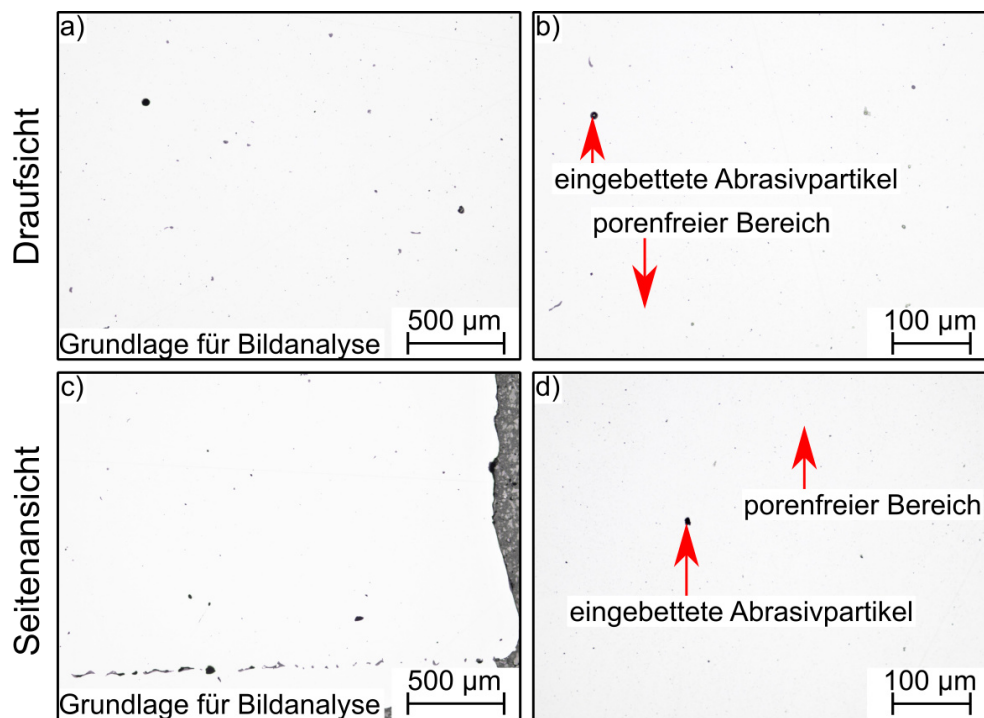 Draufsicht
a)
Grundlage für Bildanalyse
500 µm
b)
eingebettete Abrasivpartikel
porenfreier Bereich
100 µm
Seitenansicht
c)
Grundlage für Bildanalyse
500 µm
d)
porenfreier Bereich
eingebettete Abrasivpartikel
100 µm